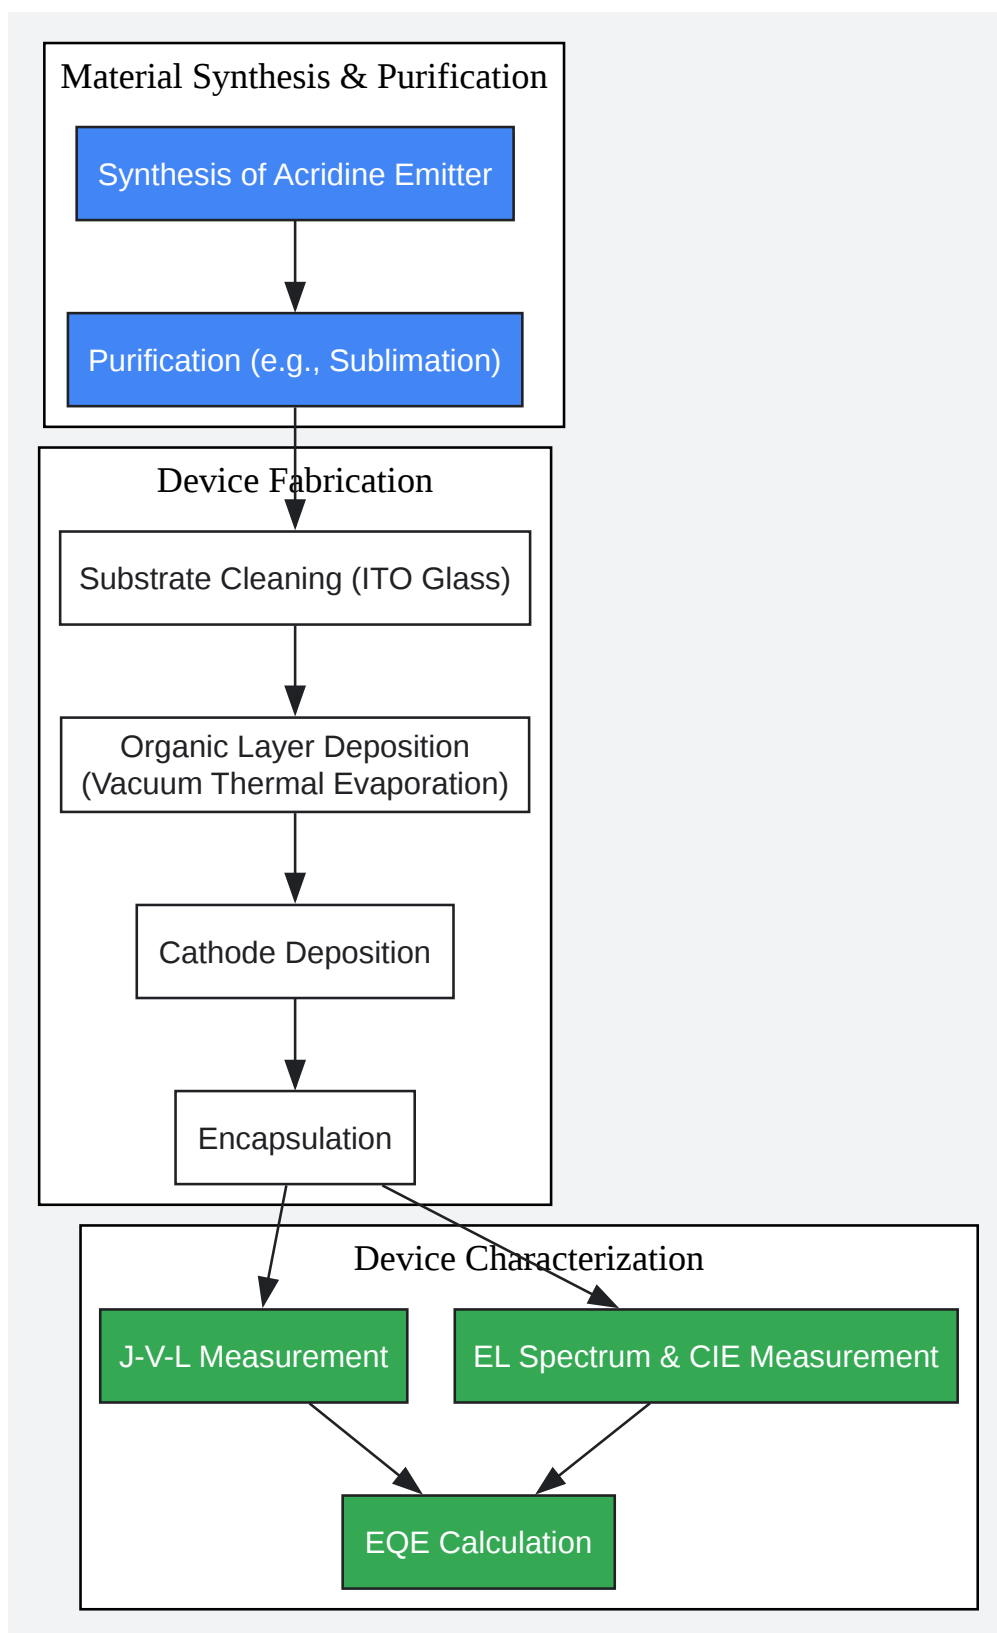 Material Synthesis & Purification
Synthesis of Acridine Emitter
Purification (e.g., Sublimation)
Device Fabrication
Substrate Cleaning (ITO Glass)
Organic Layer Deposition
(Vacuum Thermal Evaporation)
Cathode Deposition
Encapsulation
Device Characterization
J-V-L Measurement
EL Spectrum & CIE Measurement
EQE Calculation